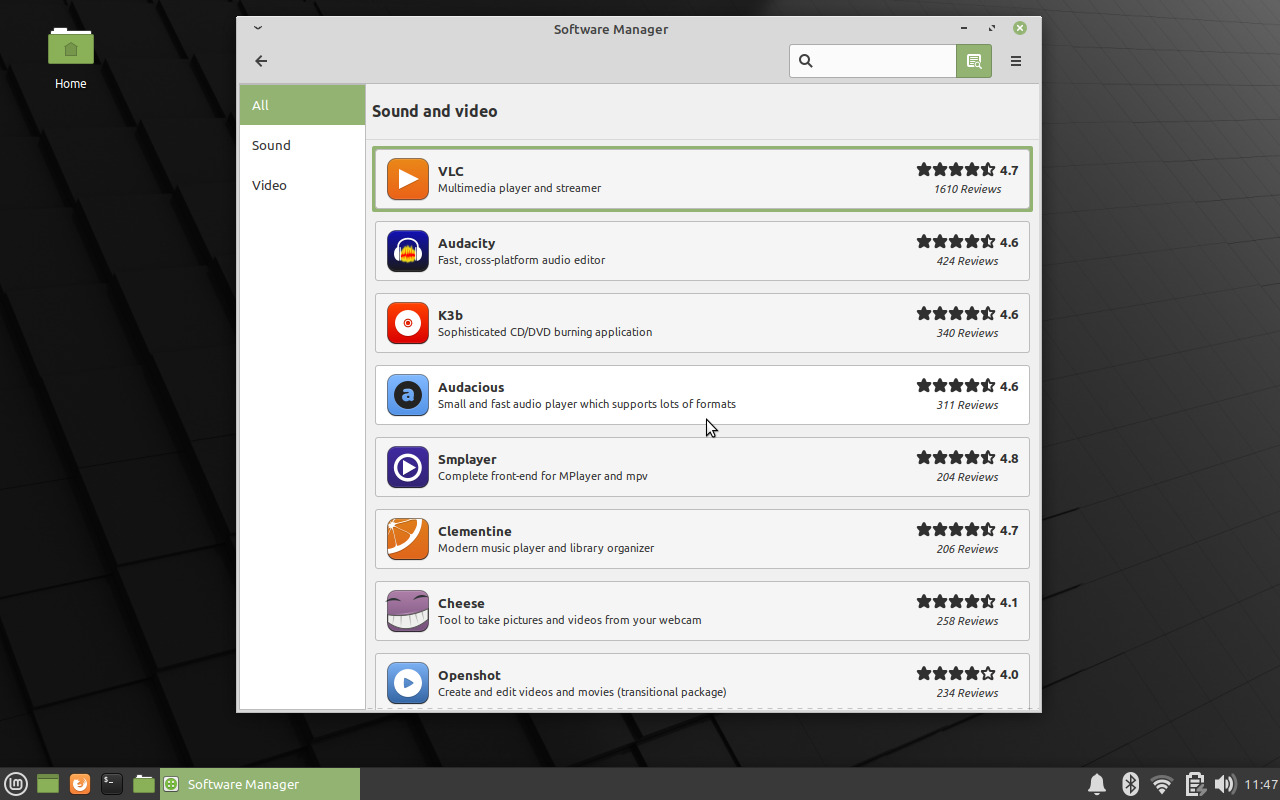 Software Manager
Home
All
Sound
Video
Sound and video
VLC
Multimedia player and streamer
4.7
1610 Reviews
Audacity
Fast, cross-platform audio editor
4.6
424 Reviews
K3b
Sophisticated CD/DVD burning application
4.6
340 Reviews
a
Audacious
Small and fast audio player which supports lots of formats
4.6
311 Reviews
Smplayer
Complete front-end for MPlayer and mpv
4.8
204 Reviews
Clementine
Modern music player and library organizer
4.7
206 Reviews
Cheese
Tool to take pictures and videos from your webcam
4.1
258 Reviews
Openshot
Create and edit videos and movies (transitional package)
4.0
234 Reviews
Software Manager
11:47